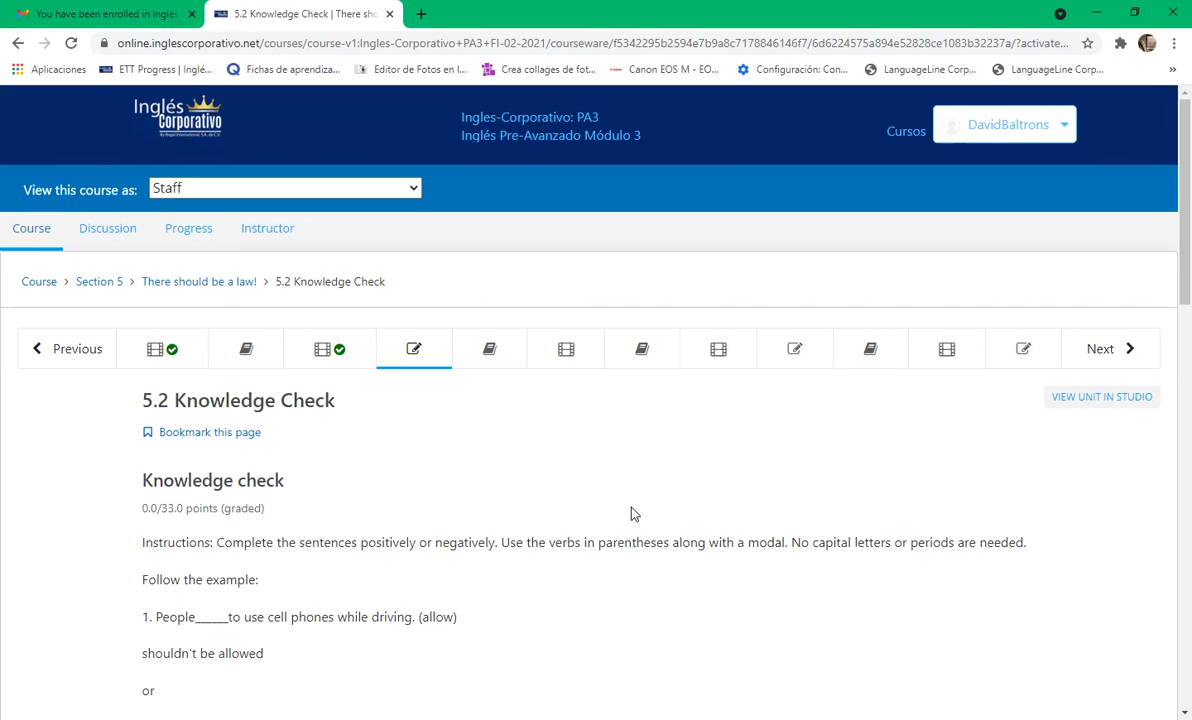 You have been enrolled in Inglés
5.2 Knowledge Check | There sho
online.inglescorporativo.net/courses/course-v1:Ingles-Corporativo+PA3+FI-02-2021/courseware/f5342295b2594e7b9a8c7178846146f7/6d6224575a894e52828ce1083b32237a/?activate...
Aplicaciones
ETT Progress | Inglé...
Fichas de aprendiza...
Editor de Fotos en l...
Crea collages de fot...
Canon EOS M - EO...
Configuración: Con...
LanguageLine Corp...
LanguageLine Corp...
»
Inglés
Corporativo
Ingles-Corporativo: PA3
Inglés Pre-Avanzado Módulo 3
Cursos
DavidBaltrons
View this course as:
Staff
Course
Discussion
Progress
Instructor
Course > Section 5 > There should be a law! > 5.2 Knowledge Check
Previous
Next
5.2 Knowledge Check
VIEW UNIT IN STUDIO
Bookmark this page
Knowledge check
0.0/33.0 points (graded)
Instructions: Complete the sentences positively or negatively. Use the verbs in parentheses along with a modal. No capital letters or periods are needed.
Follow the example:
1. People______to use cell phones while driving. (allow)
shouldn't be allowed
or